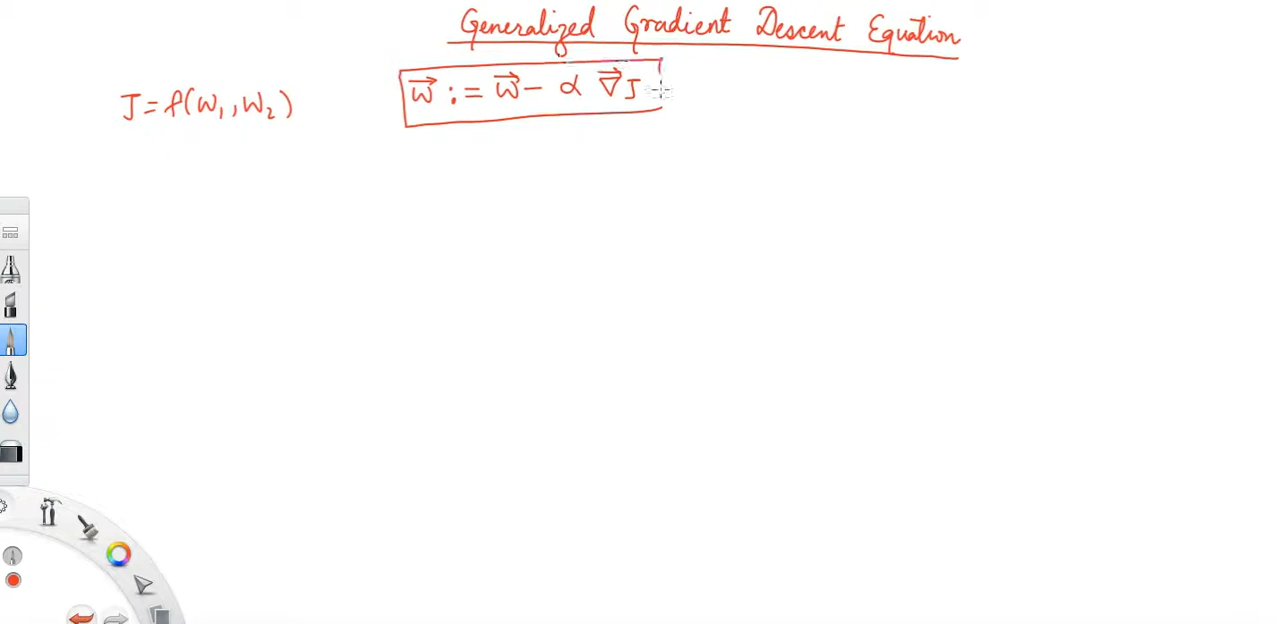 Generalized Gradient Descent Equation
w⃗ := w⃗ - α ∇⃗J
J = f(W₁, W₂)